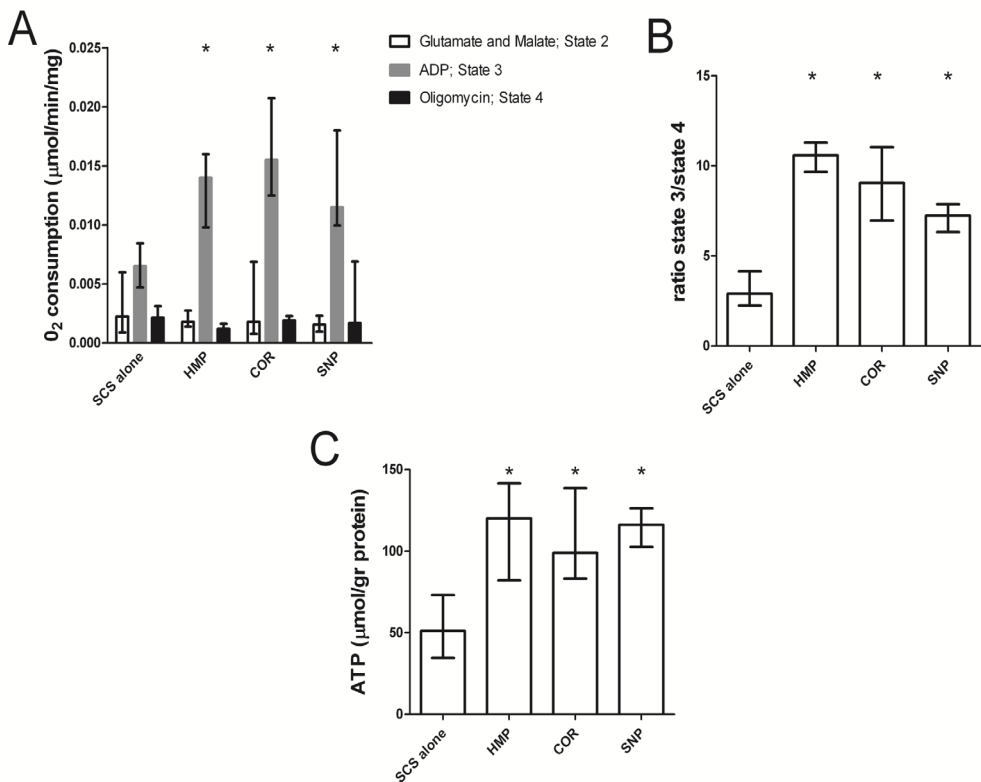 A
0₂ consumption (μmol/min/mg)
0.025
0.020
0.015
0.010
0.005
0.000
* * *
SCS alone
HMP
COR
SNP
Glutamate and Malate; State 2
ADP; State 3
Oligomycin; State 4
B
ratio state 3/state 4
15
10
5
0
* * *
SCS alone
HMP
COR
SNP
C
ATP (μmol/gr protein)
150
100
50
0
* * *
SCS alone
HMP
COR
SNP